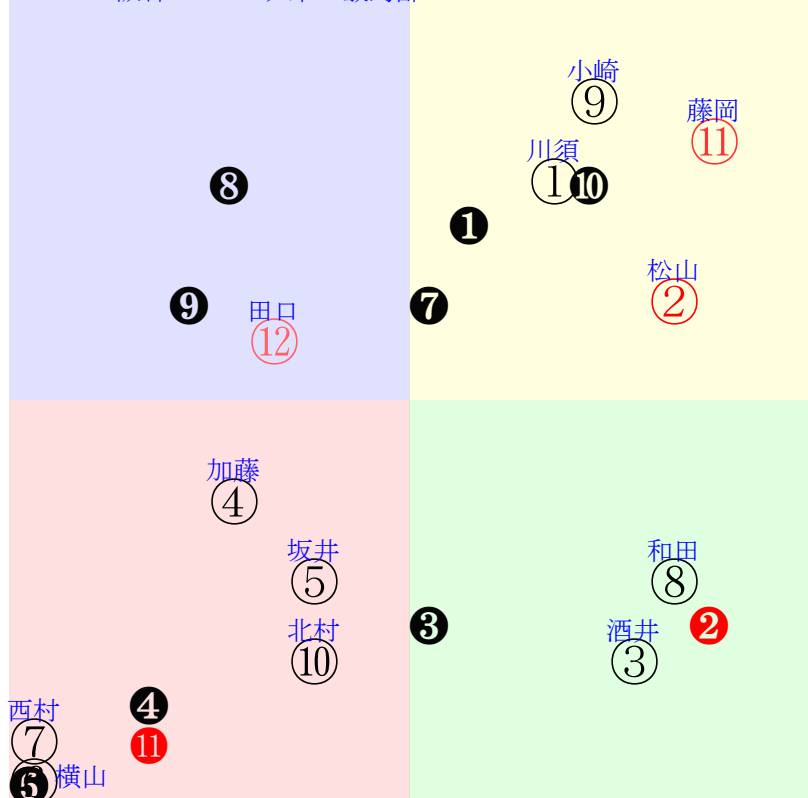 小崎
⑨
藤岡
⑪
川須
① ❿
❽
❶
松山
②
❾
田口
⑫
❼
加藤
④
坂井
⑤
和田
⑧
北村
⑩
❸
酒井
③
❷
西村
⑦
❹
⓫
横山